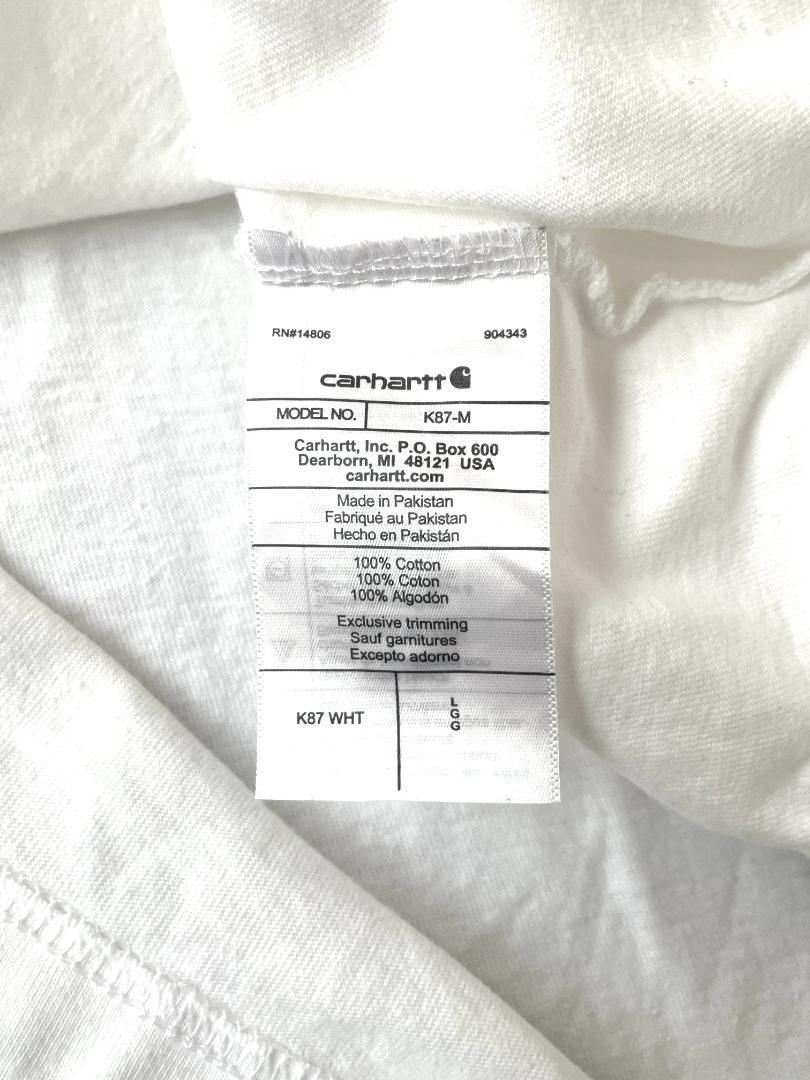 RN#14806 904343
carhartt
MODEL NO. K87-M
Carhartt, Inc. P.O. Box 600
Dearborn, MI 48121 USA
carhartt.com
Made in Pakistan
Fabriqué au Pakistan
Hecho en Pakistán
100% Cotton
100% Coton
100% Algodón
Exclusive trimming
Sauf garnitures
Excepto adorno
K87 WHT
L
G
G